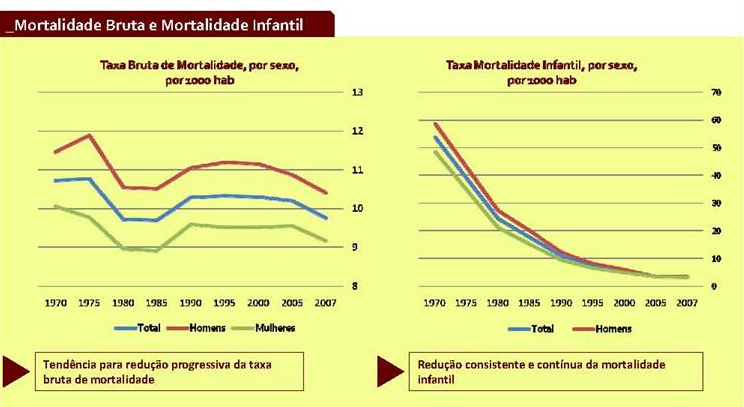 _Mortalidade Bruta e Mortalidade Infantil
Taxa Bruta de Mortalidade, por sexo,
por 1000 hab
13
12
11
10
9
8
1970 1975 1980 1985 1990 1995 2000 2005 2007
Total Homens Mulheres
Tendência para redução progressiva da taxa
bruta de mortalidade
Taxa Mortalidade Infantil, por sexo,
por 1000 hab
70
60
50
40
30
20
10
0
1970 1975 1980 1985 1990 1995 2000 2005 2007
Total Homens
Redução consistente e contínua da mortalidade
infantil